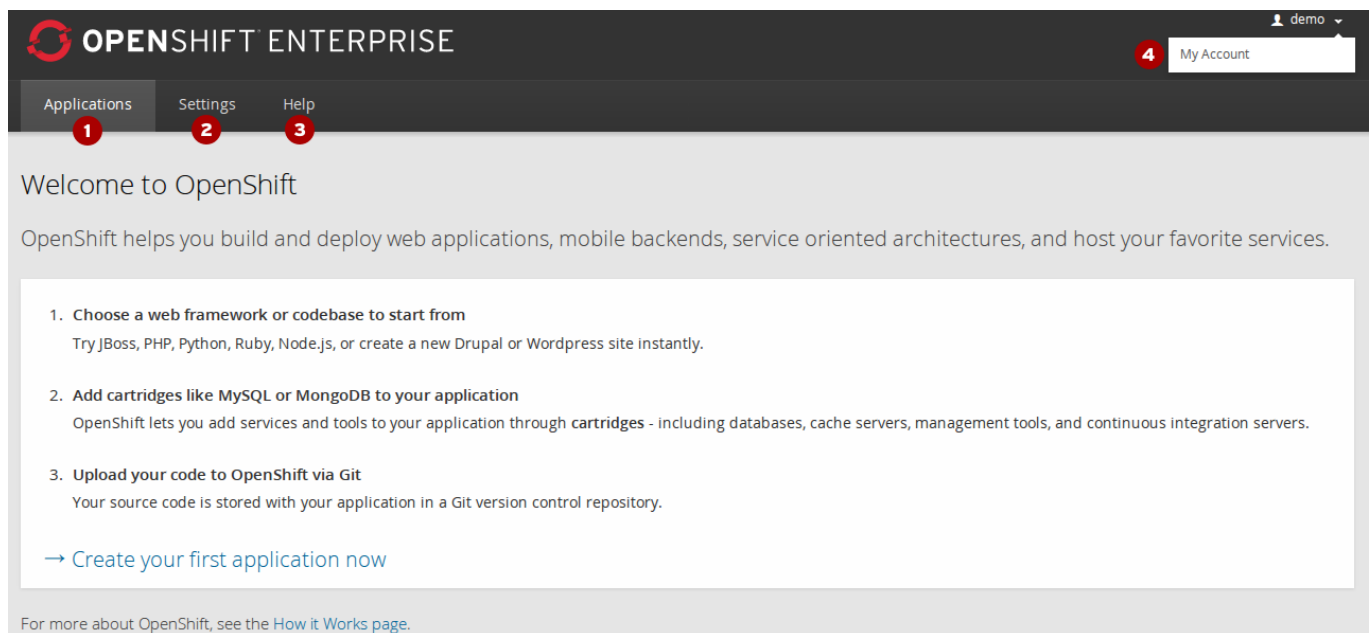 OPENSHIFT ENTERPRISE
demo
4 My Account
Applications Settings Help
1 2 3
Welcome to OpenShift
OpenShift helps you build and deploy web applications, mobile backends, service oriented architectures, and host your favorite services.
1. Choose a web framework or codebase to start from
Try JBoss, PHP, Python, Ruby, Node.js, or create a new Drupal or Wordpress site instantly.
2. Add cartridges like MySQL or MongoDB to your application
OpenShift lets you add services and tools to your application through cartridges - including databases, cache servers, management tools, and continuous integration servers.
3. Upload your code to OpenShift via Git
Your source code is stored with your application in a Git version control repository.
→ Create your first application now
For more about OpenShift, see the How it Works page.